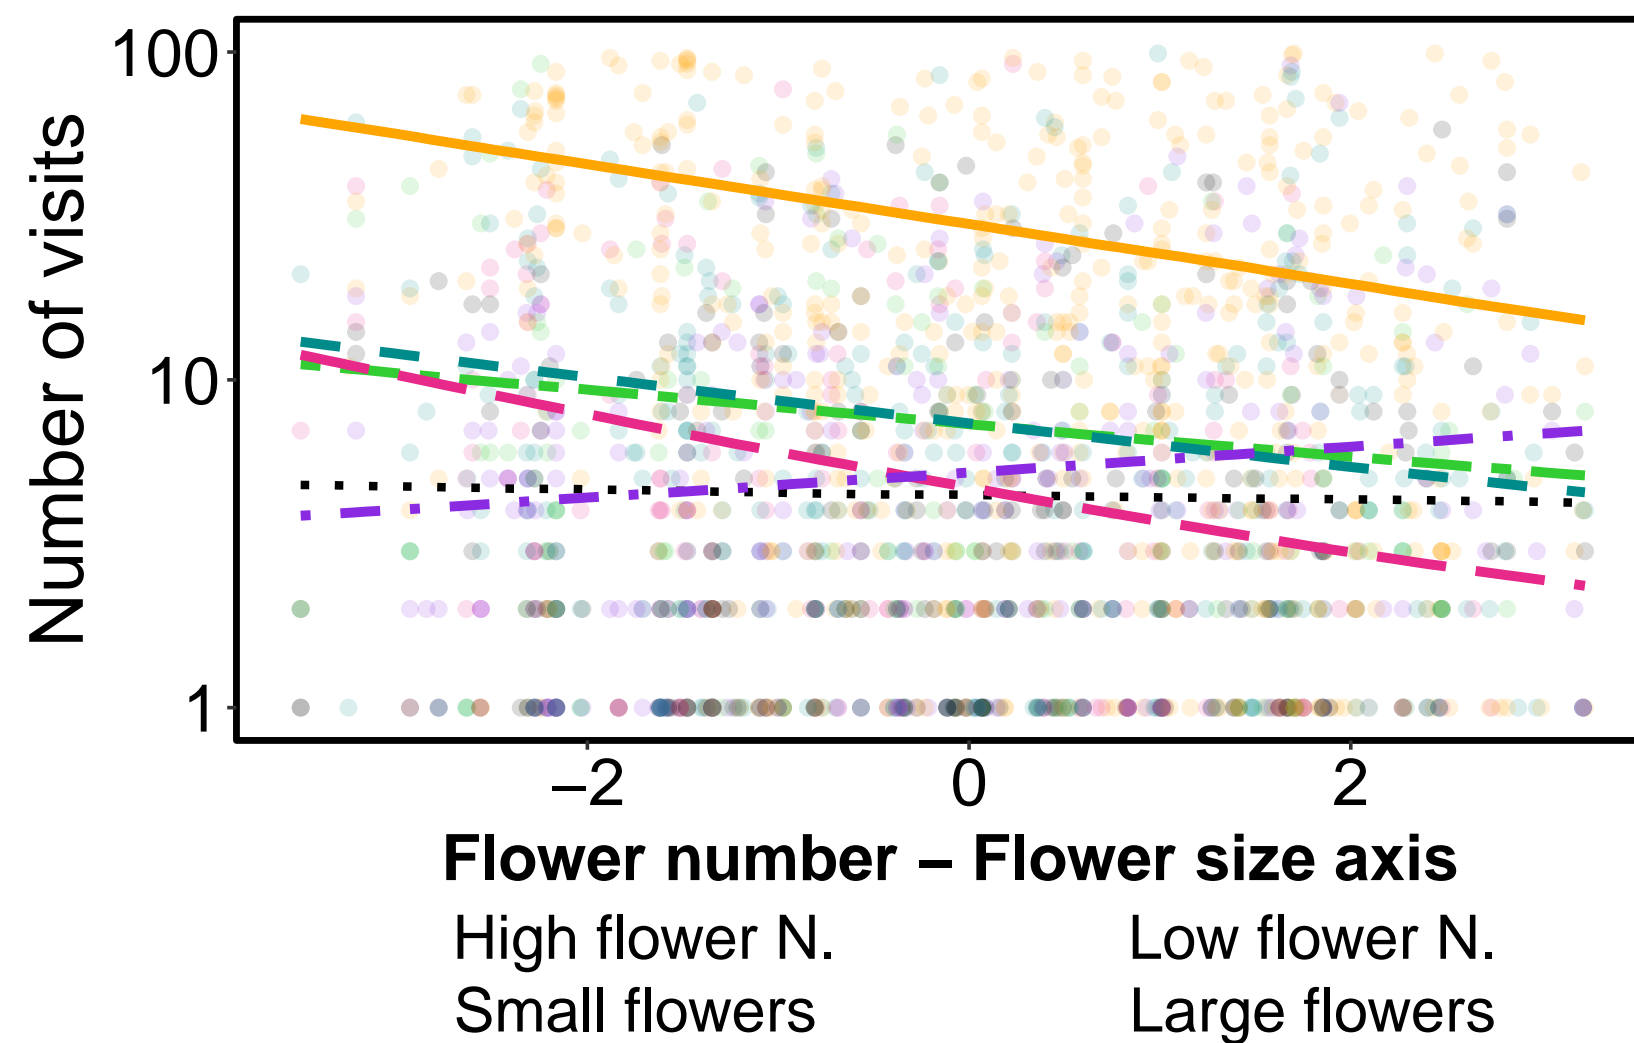 Number of visits
100
10
1
−2 0 2
Flower number − Flower size axis
High flower N. Low flower N.
Small flowers Large flowers